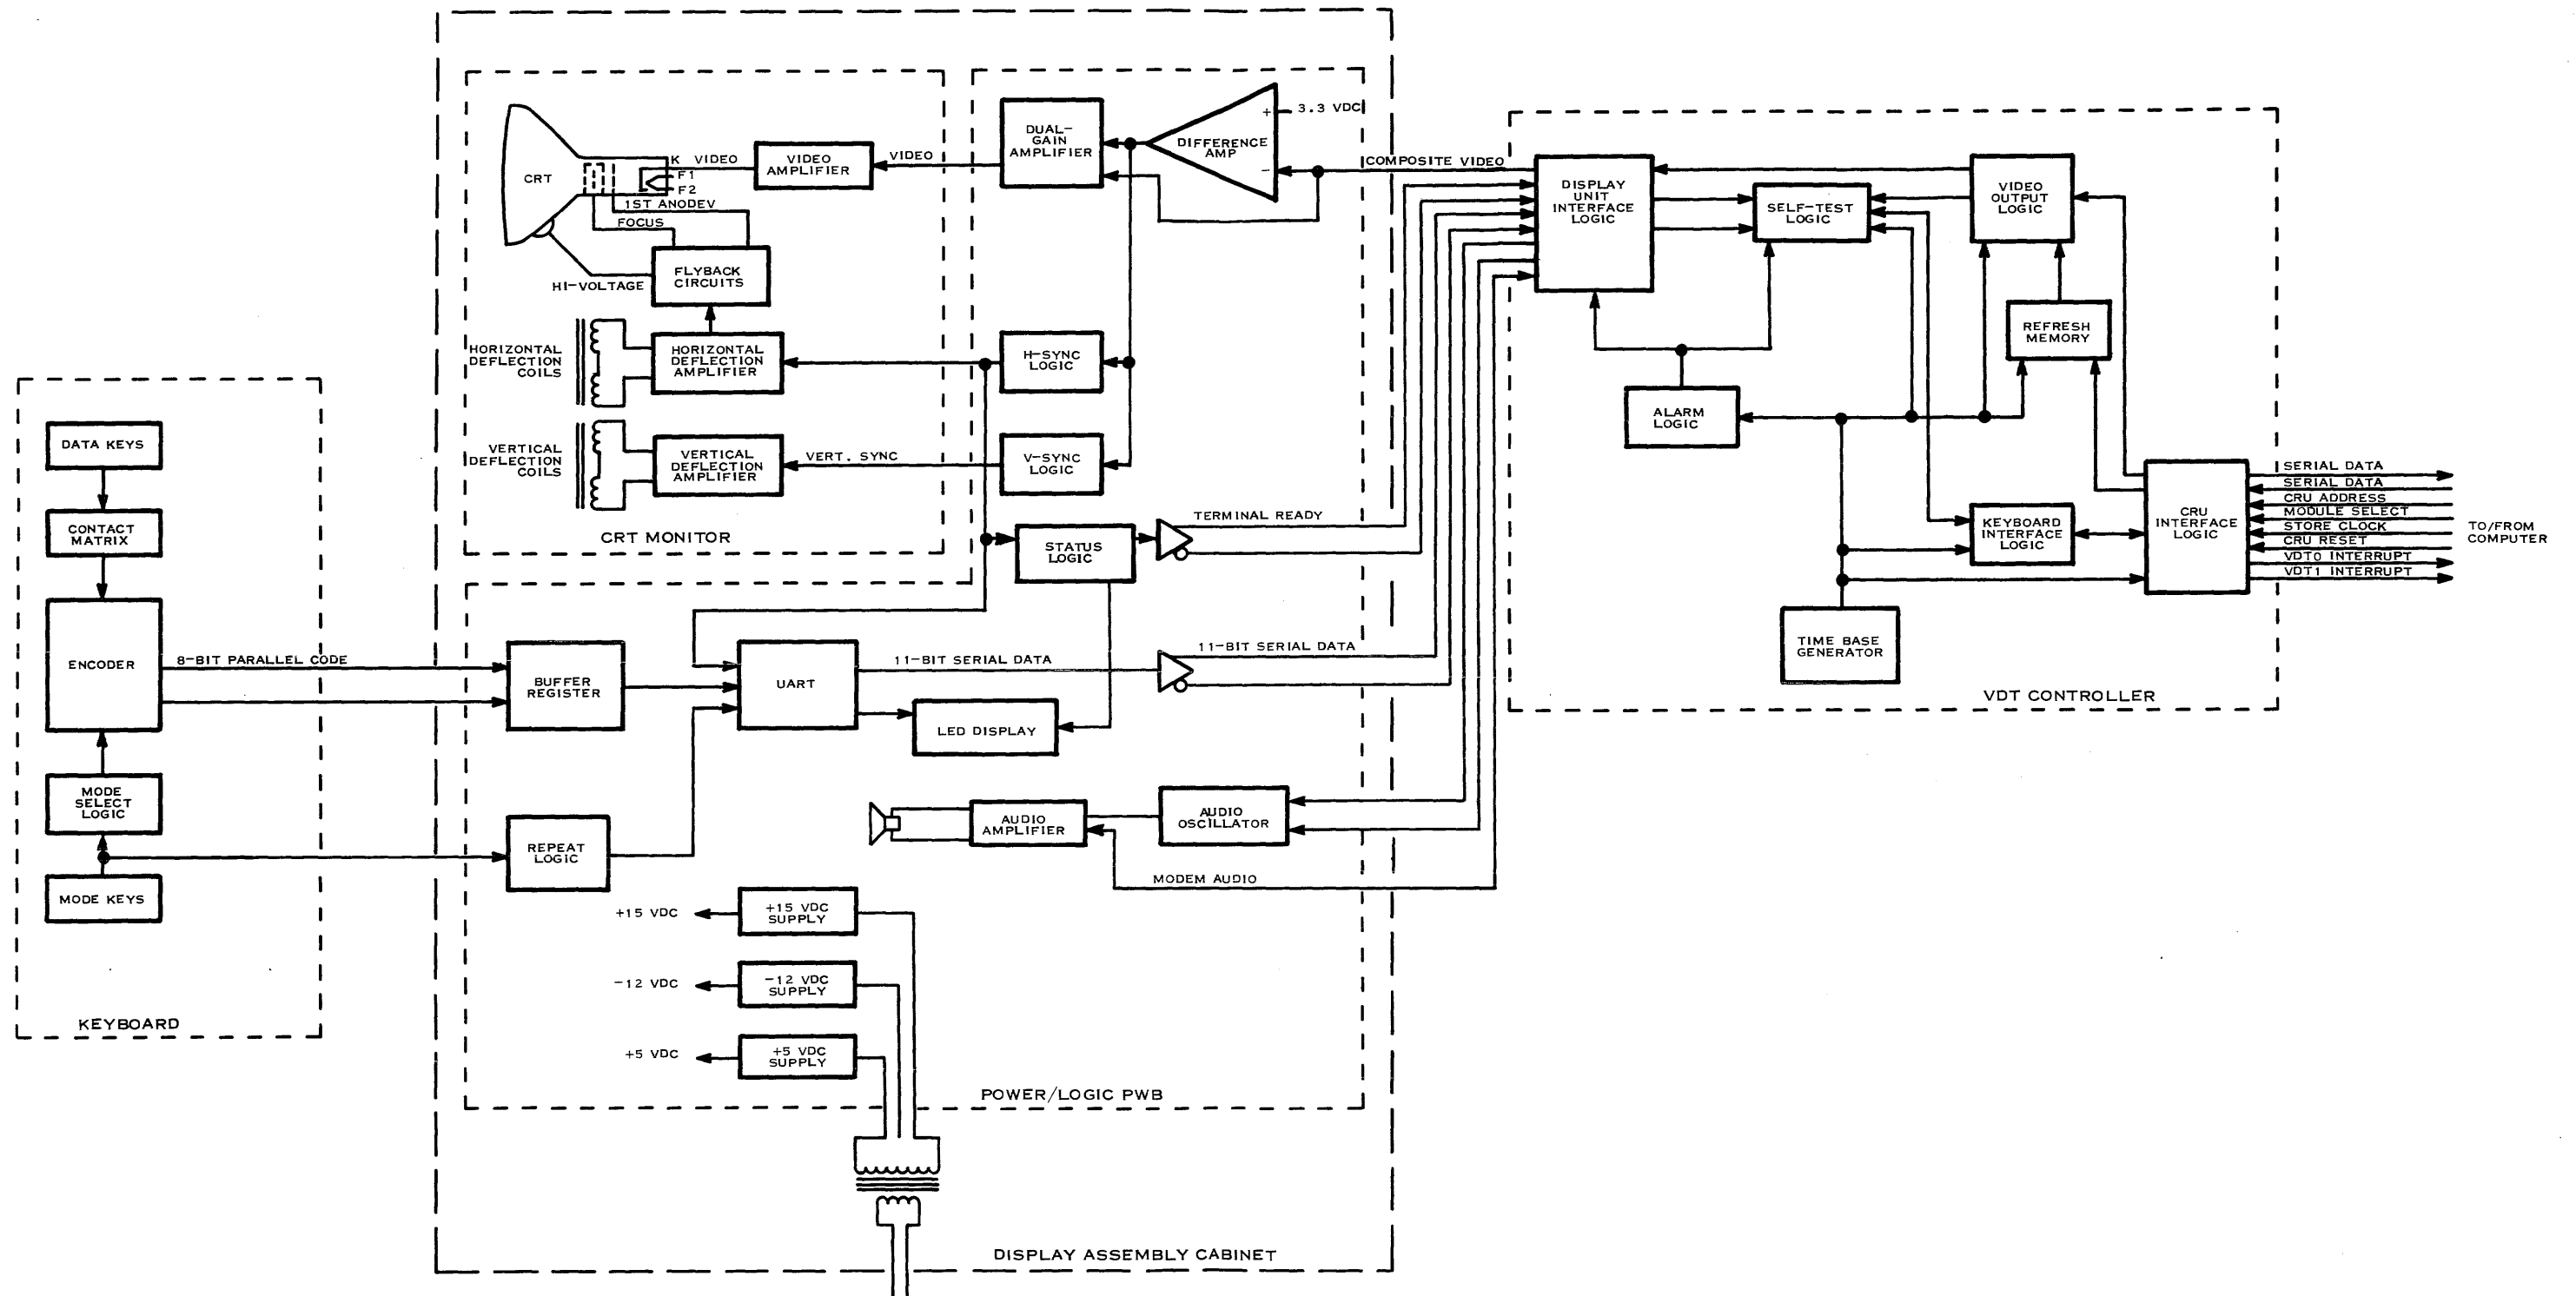 DATA KEYS
CONTACT
MATRIX
ENCODER
MODE
SELECT
LOGIC
MODE KEYS
KEYBOARD
8-BIT PARALLEL CODE
CRT
K
VIDEO
F1
F2
1ST ANODEV
FOCUS
HI-VOLTAGE
VIDEO
AMPLIFIER
VIDEO
FLYBACK
CIRCUITS
HORIZONTAL
DEFLECTION
COILS
HORIZONTAL
DEFLECTION
AMPLIFIER
VERTICAL
DEFLECTION
COILS
VERTICAL
DEFLECTION
AMPLIFIER
VERT. SYNC
CRT MONITOR
DUAL-
GAIN
AMPLIFIER
+
3.3 VDC
DIFFERENCE
AMP
-
H-SYNC
LOGIC
V-SYNC
LOGIC
STATUS
LOGIC
TERMINAL READY
BUFFER
REGISTER
UART
11-BIT SERIAL DATA
11-BIT SERIAL DATA
LED DISPLAY
REPEAT
LOGIC
AUDIO
AMPLIFIER
AUDIO
OSCILLATOR
MODEM AUDIO
+15 VDC
+15 VDC
SUPPLY
-12 VDC
-12 VDC
SUPPLY
+5 VDC
+5 VDC
SUPPLY
POWER/LOGIC PWB
DISPLAY ASSEMBLY CABINET
COMPOSITE VIDEO
DISPLAY
UNIT
INTERFACE
LOGIC
SELF-TEST
LOGIC
VIDEO
OUTPUT
LOGIC
REFRESH
MEMORY
ALARM
LOGIC
KEYBOARD
INTERFACE
LOGIC
CRU
INTERFACE
LOGIC
TIME BASE
GENERATOR
VDT CONTROLLER
SERIAL DATA
SERIAL DATA
CRU ADDRESS
MODULE SELECT
STORE CLOCK
CRU RESET
VDT0 INTERRUPT
VDT1 INTERRUPT
TO/FROM
COMPUTER